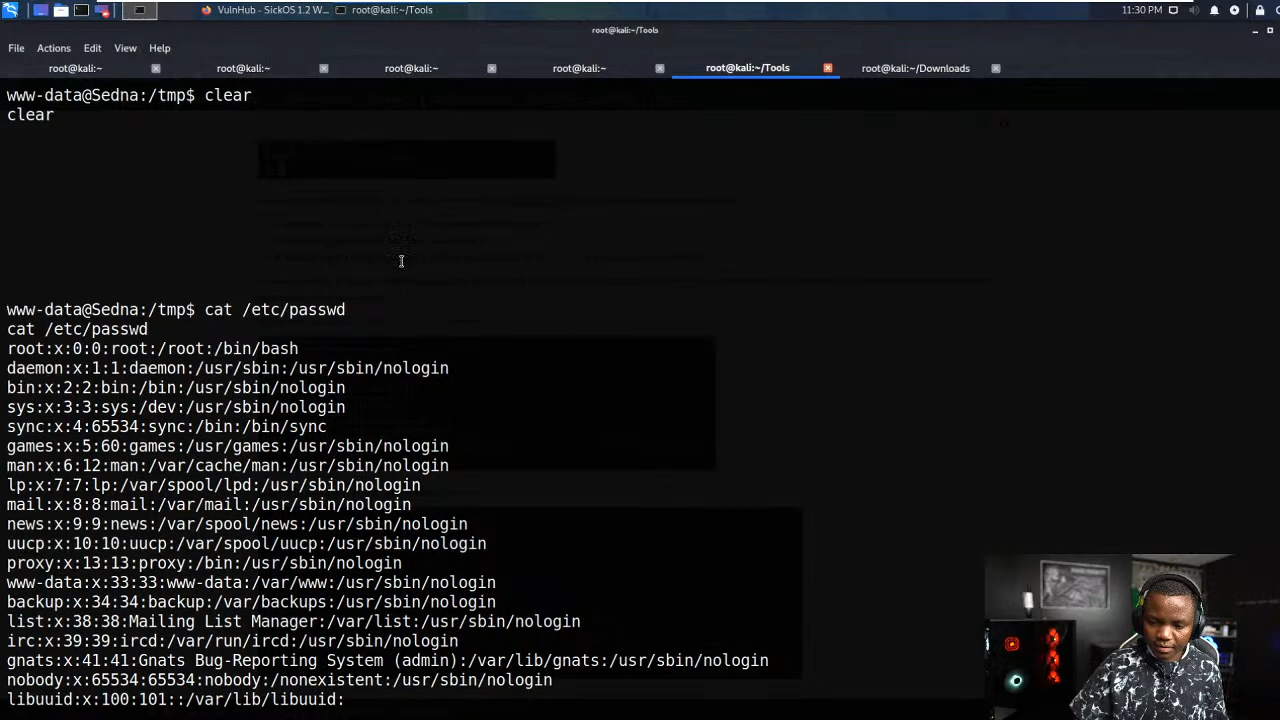 VulnHub - SickOS 1.2 W...
root@kali:~/Tools
11:30 PM
root@kali:~/Tools
File Actions Edit View Help
root@kali:~ root@kali:~ root@kali:~ root@kali:~ root@kali:~/Tools root@kali:~/Downloads
www-data@Sedna:/tmp$ clear
clear
www-data@Sedna:/tmp$ cat /etc/passwd
cat /etc/passwd
root:x:0:0:root:/root:/bin/bash
daemon:x:1:1:daemon:/usr/sbin:/usr/sbin/nologin
bin:x:2:2:bin:/bin:/usr/sbin/nologin
sys:x:3:3:sys:/dev:/usr/sbin/nologin
sync:x:4:65534:sync:/bin:/bin/sync
games:x:5:60:games:/usr/games:/usr/sbin/nologin
man:x:6:12:man:/var/cache/man:/usr/sbin/nologin
lp:x:7:7:lp:/var/spool/lpd:/usr/sbin/nologin
mail:x:8:8:mail:/var/mail:/usr/sbin/nologin
news:x:9:9:news:/var/spool/news:/usr/sbin/nologin
uucp:x:10:10:uucp:/var/spool/uucp:/usr/sbin/nologin
proxy:x:13:13:proxy:/bin:/usr/sbin/nologin
www-data:x:33:33:www-data:/var/www:/usr/sbin/nologin
backup:x:34:34:backup:/var/backups:/usr/sbin/nologin
list:x:38:38:Mailing List Manager:/var/list:/usr/sbin/nologin
irc:x:39:39:ircd:/var/run/ircd:/usr/sbin/nologin
gnats:x:41:41:Gnats Bug-Reporting System (admin):/var/lib/gnats:/usr/sbin/nologin
nobody:x:65534:65534:nobody:/nonexistent:/usr/sbin/nologin
libuuid:x:100:101::/var/lib/libuuid: